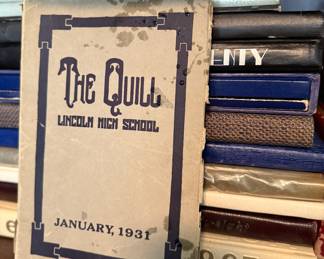 THE QUILL
LINCOLN HIGH SCHOOL
JANUARY, 1931
ENTY